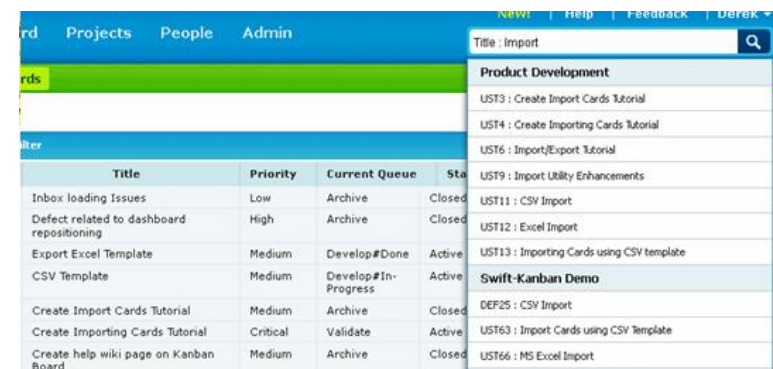 New! | Help | Feedback | Derek
rd Projects People Admin
Title : Import
rds
ilter
Title Priority Current Queue Sta
Inbox loading Issues Low Archive Closed
Defect related to dashboard High Archive Closed
repositioning
Export Excel Template Medium Develop#Done Active
CSV Template Medium Develop#In- Active
Progress
Create Import Cards Tutorial Medium Archive Closed
Create Importing Cards Tutorial Critical Validate Active
Create help wiki page on Kanban Medium Archive Closed
Board
Product Development
UST3 : Create Import Cards Tutorial
UST4 : Create Importing Cards Tutorial
UST6 : Import/Export Tutorial
UST9 : Import Utility Enhancements
UST11 : CSV Import
UST12 : Excel Import
UST13 : Importing Cards using CSV template
Swift-Kanban Demo
DEF25 : CSV Import
UST63 : Import Cards using CSV Template
UST66 : MS Excel Import